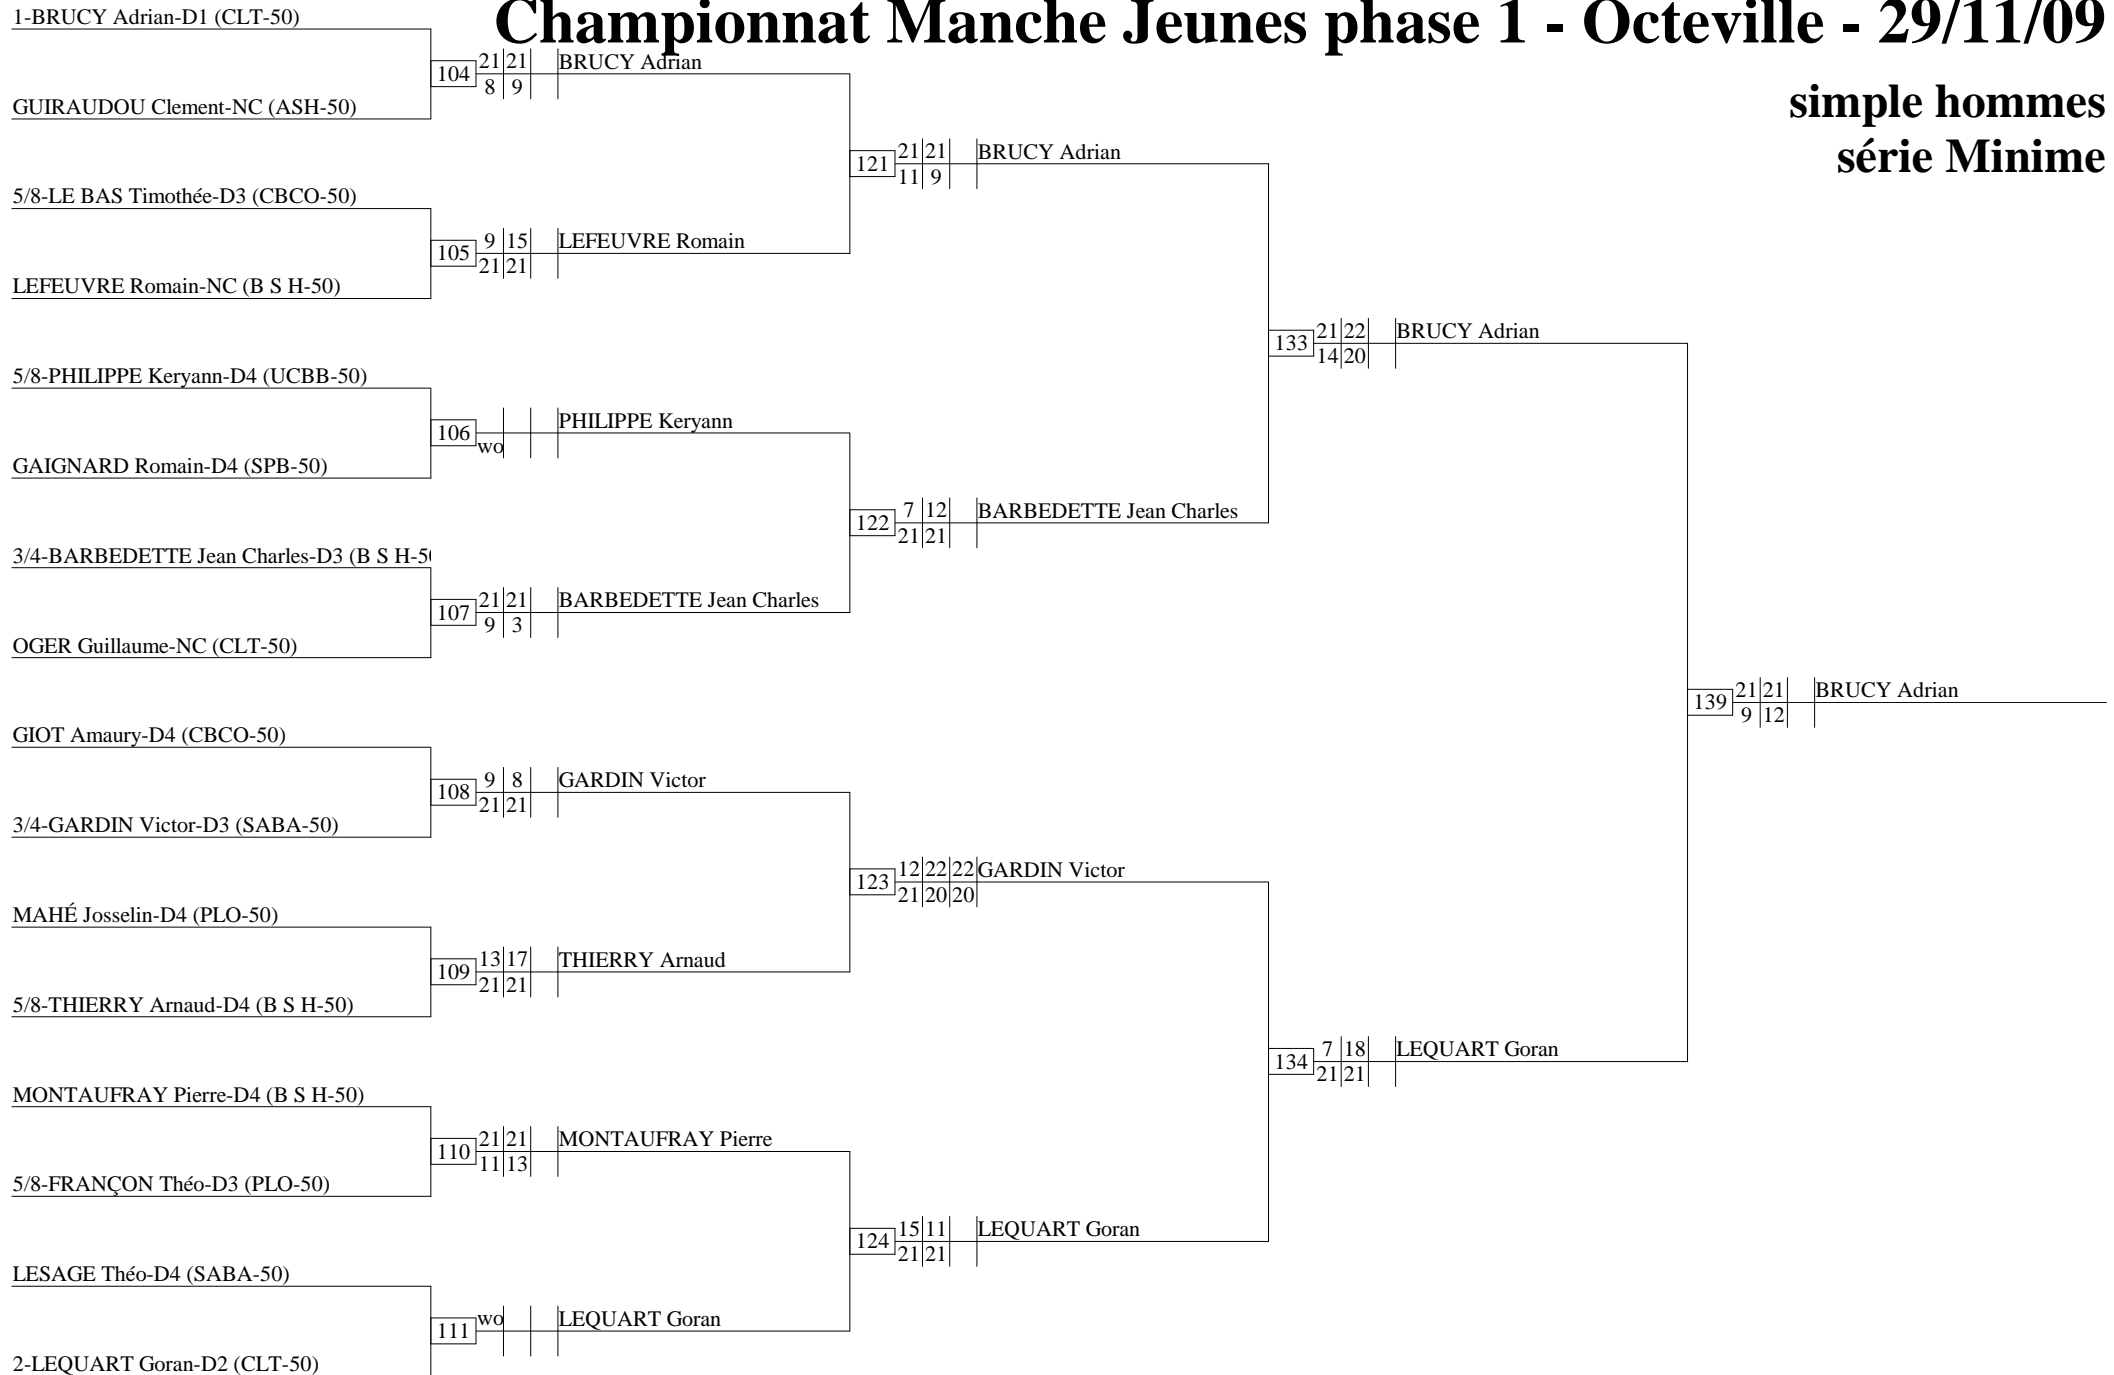 Championnat Manche Jeunes phase 1 - Octeville - 29/11/09
simple hommes
série Minime
1-BRUCY Adrian-D1 (CLT-50)
104 21 21 BRUCY Adrian
8 9
GUIRAUDOU Clement-NC (ASH-50)
121 21 21 BRUCY Adrian
11 9
5/8-LE BAS Timothée-D3 (CBCO-50)
105 9 15 LEFEUVRE Romain
21 21
LEFEUVRE Romain-NC (B S H-50)
133 21 22 BRUCY Adrian
14 20
5/8-PHILIPPE Keryann-D4 (UCBB-50)
106 PHILIPPE Keryann
wo
GAIGNARD Romain-D4 (SPB-50)
122 7 12 BARBEDETTE Jean Charles
21 21
3/4-BARBEDETTE Jean Charles-D3 (B S H-50
107 21 21 BARBEDETTE Jean Charles
9 3
OGER Guillaume-NC (CLT-50)
139 21 21 BRUCY Adrian
9 12
GIOT Amaury-D4 (CBCO-50)
108 9 8 GARDIN Victor
21 21
3/4-GARDIN Victor-D3 (SABA-50)
123 12 22 22 GARDIN Victor
21 20 20
MAHÉ Josselin-D4 (PLO-50)
109 13 17 THIERRY Arnaud
21 21
5/8-THIERRY Arnaud-D4 (B S H-50)
134 7 18 LEQUART Goran
21 21
MONTAUFRAY Pierre-D4 (B S H-50)
110 21 21 MONTAUFRAY Pierre
11 13
5/8-FRANÇON Théo-D3 (PLO-50)
124 15 11 LEQUART Goran
21 21
LESAGE Théo-D4 (SABA-50)
111 wo LEQUART Goran
2-LEQUART Goran-D2 (CLT-50)